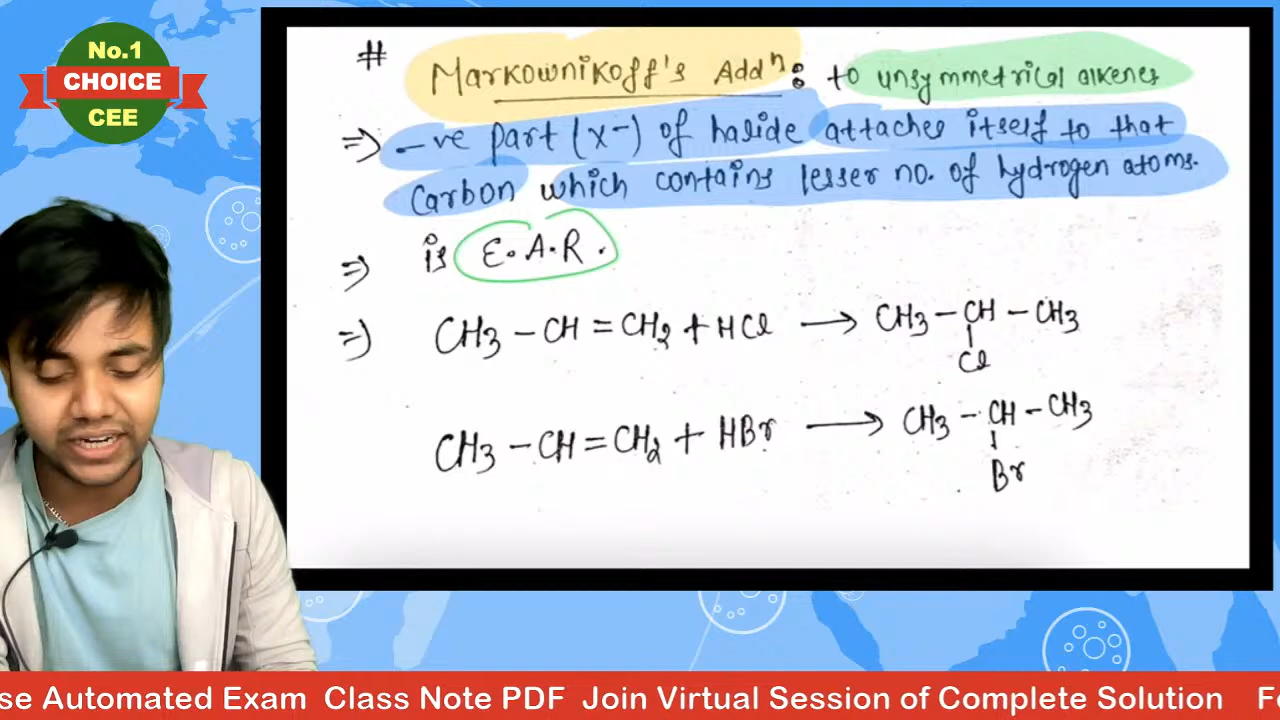 No.1
CHOICE
CEE
# Markownikoff's Addⁿ : to unsymmetrical alkenes
⇒ -ve part (x-) of halide attaches itself to that
carbon which contains lesser no. of hydrogen atoms.
⇒ is E.A.R.
⇒ CH3 - CH = CH2 + HCl → CH3 - CH - CH3
Cl
CH3 - CH = CH2 + HBr → CH3 - CH - CH3
Br
se Automated Exam Class Note PDF Join Virtual Session of Complete Solution Fo